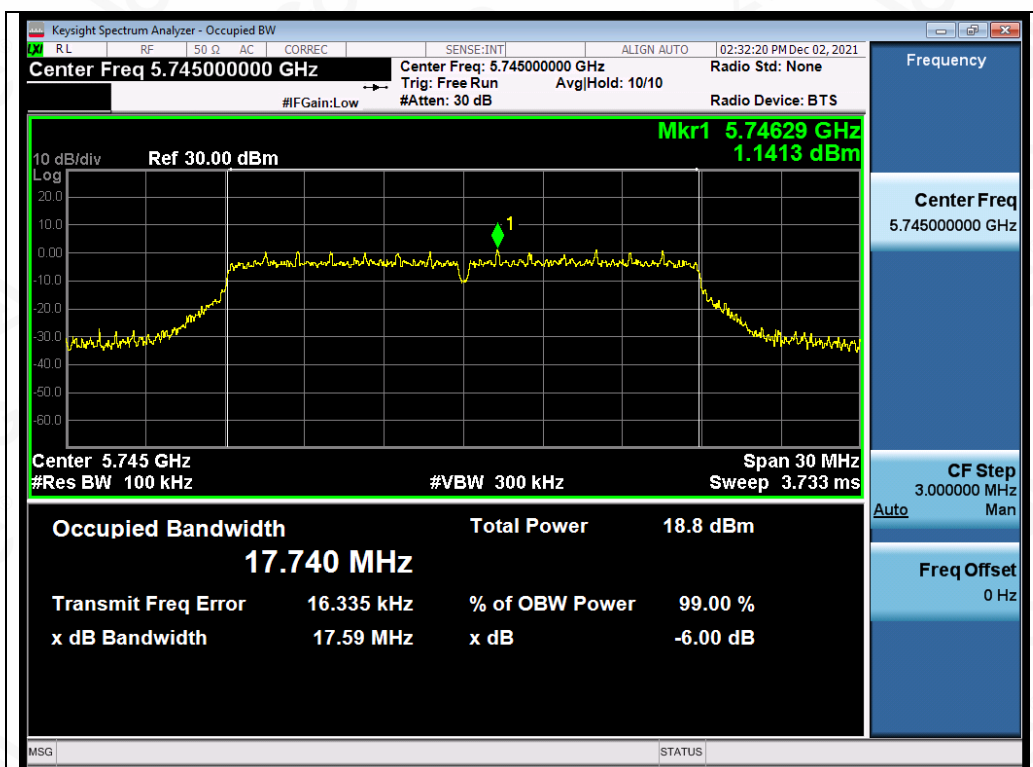 Keysight Spectrum Analyzer - Occupied BW
LXI RL RF 50 Ω AC CORREC SENSE:INT ALIGN AUTO 02:32:20 PM Dec 02, 2021
Center Freq 5.745000000 GHz Center Freq: 5.745000000 GHz Radio Std: None
Trig: Free Run Avg|Hold: 10/10
#IFGain:Low #Atten: 30 dB Radio Device: BTS
Mkr1 5.74629 GHz
1.1413 dBm
10 dB/div Ref 30.00 dBm
Log
20.0
10.0
1
0.00
-10.0
-20.0
-30.0
-40.0
-50.0
-60.0
Center 5.745 GHz Span 30 MHz
#Res BW 100 kHz #VBW 300 kHz Sweep 3.733 ms
Occupied Bandwidth Total Power 18.8 dBm
17.740 MHz
Transmit Freq Error 16.335 kHz % of OBW Power 99.00 %
x dB Bandwidth 17.59 MHz x dB -6.00 dB
MSG STATUS
Frequency
Center Freq
5.745000000 GHz
CF Step
3.000000 MHz
Auto Man
Freq Offset
0 Hz